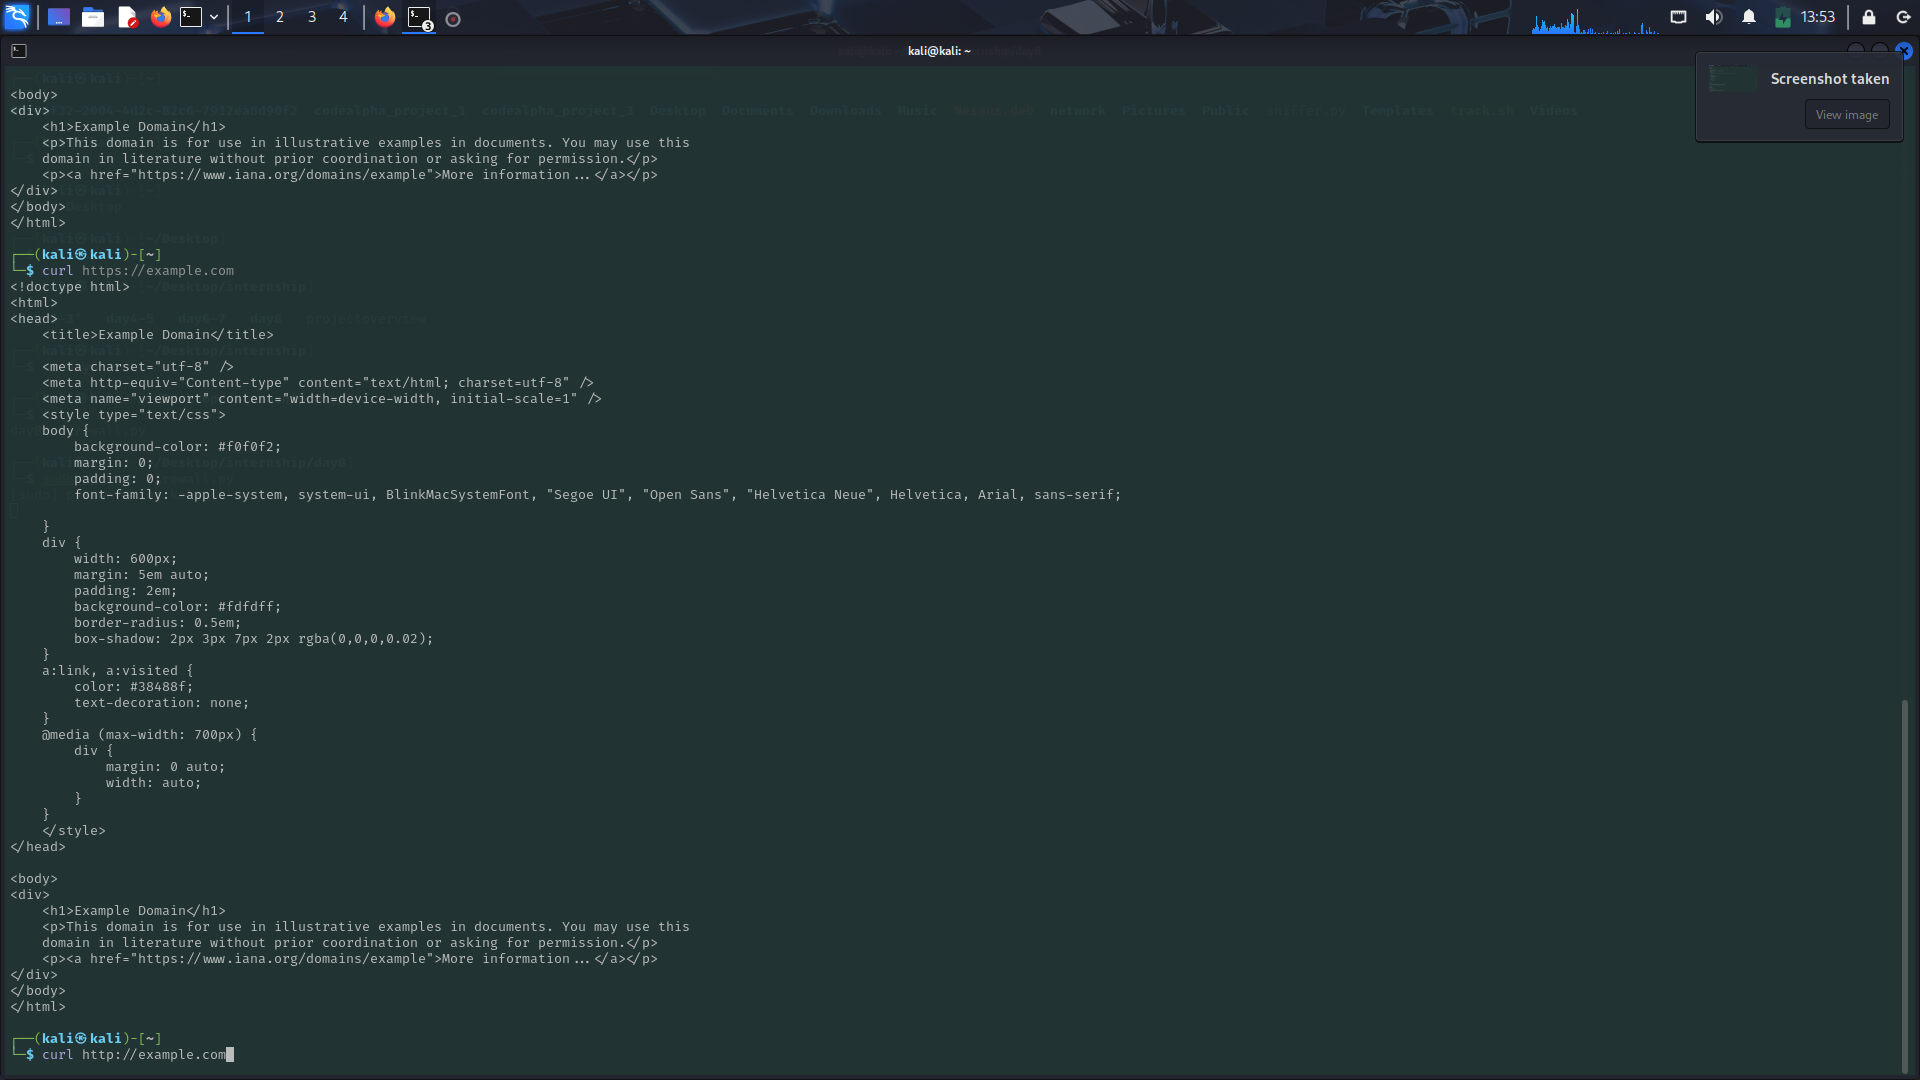 1 2 3 4 3 13:53
kali@kali: ~
Screenshot taken
View image
<body>
<div>
    <h1>Example Domain</h1>
    <p>This domain is for use in illustrative examples in documents. You may use this
    domain in literature without prior coordination or asking for permission.</p>
    <p><a href="https://www.iana.org/domains/example">More information...</a></p>
</div>
</body>
</html>
┌──(kali㉿kali)-[~]
└─$ curl https://example.com
<!doctype html>
<html>
<head>
    <title>Example Domain</title>
    <meta charset="utf-8" />
    <meta http-equiv="Content-type" content="text/html; charset=utf-8" />
    <meta name="viewport" content="width=device-width, initial-scale=1" />
    <style type="text/css">
    body {
        background-color: #f0f0f2;
        margin: 0;
        padding: 0;
        font-family: -apple-system, system-ui, BlinkMacSystemFont, "Segoe UI", "Open Sans", "Helvetica Neue", Helvetica, Arial, sans-serif;
    }
    div {
        width: 600px;
        margin: 5em auto;
        padding: 2em;
        background-color: #fdfdff;
        border-radius: 0.5em;
        box-shadow: 2px 3px 7px 2px rgba(0,0,0,0.02);
    }
    a:link, a:visited {
        color: #38488f;
        text-decoration: none;
    }
    @media (max-width: 700px) {
        div {
            margin: 0 auto;
            width: auto;
        }
    }
    </style>
</head>
<body>
<div>
    <h1>Example Domain</h1>
    <p>This domain is for use in illustrative examples in documents. You may use this
    domain in literature without prior coordination or asking for permission.</p>
    <p><a href="https://www.iana.org/domains/example">More information...</a></p>
</div>
</body>
</html>
┌──(kali㉿kali)-[~]
└─$ curl http://example.com